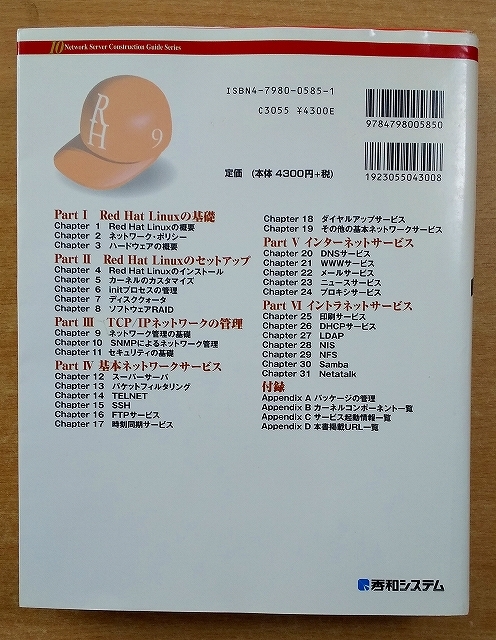 10 Network Server Construction Guide Series
RH 9
ISBN4-7980-0585-1
C3055 ¥4300E
9784798005850
定価 (本体 4300円+税)
1923055043008
Part I Red Hat Linuxの基礎
Chapter 1 Red Hat Linuxの概要
Chapter 2 ネットワーク・ポリシー
Chapter 3 ハードウェアの概要
Part II Red Hat Linuxのセットアップ
Chapter 4 Red Hat Linuxのインストール
Chapter 5 カーネルのカスタマイズ
Chapter 6 initプロセスの管理
Chapter 7 ディスククォータ
Chapter 8 ソフトウェアRAID
Part III TCP/IPネットワークの管理
Chapter 9 ネットワーク管理の基礎
Chapter 10 SNMPによるネットワーク管理
Chapter 11 セキュリティの基礎
Part IV 基本ネットワークサービス
Chapter 12 スーパーサーバ
Chapter 13 パケットフィルタリング
Chapter 14 TELNET
Chapter 15 SSH
Chapter 16 FTPサービス
Chapter 17 時刻同期サービス
Chapter 18 ダイヤルアップサービス
Chapter 19 その他の基本ネットワークサービス
Part V インターネットサービス
Chapter 20 DNSサービス
Chapter 21 WWWサービス
Chapter 22 メールサービス
Chapter 23 ニュースサービス
Chapter 24 プロキシサービス
Part VI イントラネットサービス
Chapter 25 印刷サービス
Chapter 26 DHCPサービス
Chapter 27 LDAP
Chapter 28 NIS
Chapter 29 NFS
Chapter 30 Samba
Chapter 31 Netatalk
付録
Appendix A パッケージの管理
Appendix B カーネルコンポーネント一覧
Appendix C サービス起動情報一覧
Appendix D 本書掲載URL一覧
秀和システム